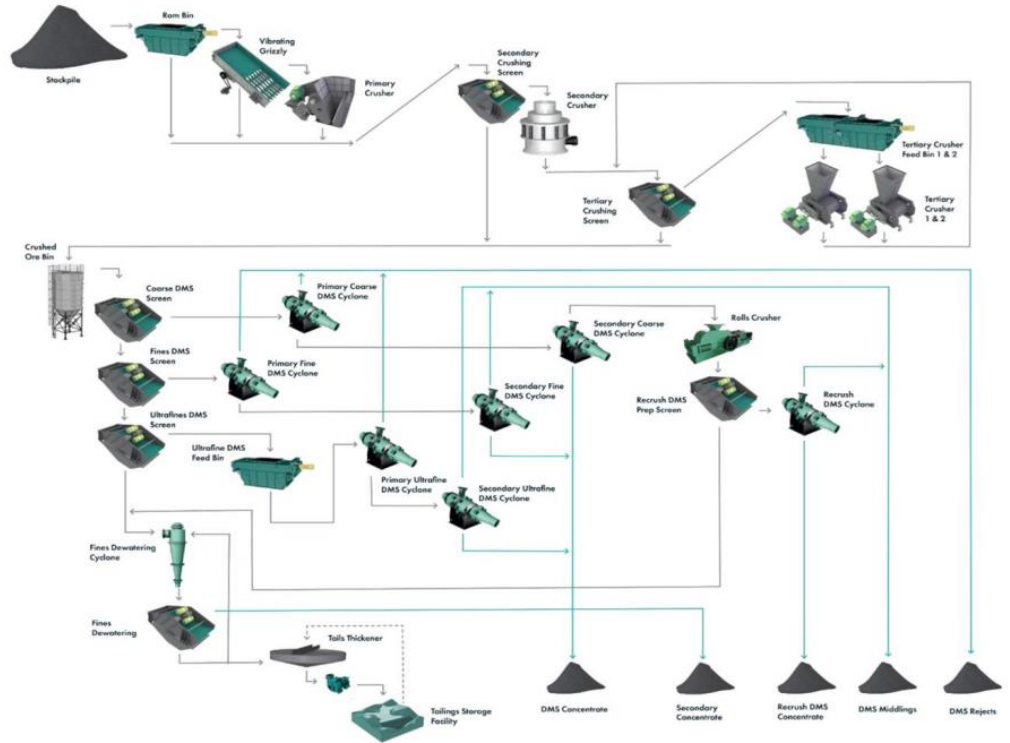 Rom Bin
Stockpile
Vibrating
Grizzly
Primary
Crusher
Secondary
Crushing
Screen
Secondary
Crusher
Tertiary
Crushing
Screen
Tertiary Crusher
Feed Bin 1 & 2
Tertiary
Crusher
1 & 2
Crushed
Ore Bin
Coarse DMS
Screen
Primary Coarse
DMS Cyclone
Secondary Coarse
DMS Cyclone
Rolls Crusher
Fines DMS
Screen
Primary Fine
DMS Cyclone
Secondary Fine
DMS Cyclone
Recrush DMS
Prep Screen
Recrush
DMS Cyclone
Ultrafines DMS
Screen
Ultrafine DMS
Feed Bin
Primary Ultrafine
DMS Cyclone
Secondary Ultrafine
DMS Cyclone
Fines Dewatering
Cyclone
Fines
Dewatering
Tails Thickener
Tailings Storage
Facility
DMS Concentrate
Secondary
Concentrate
Recrush DMS
Concentrate
DMS Middlings
DMS Rejects